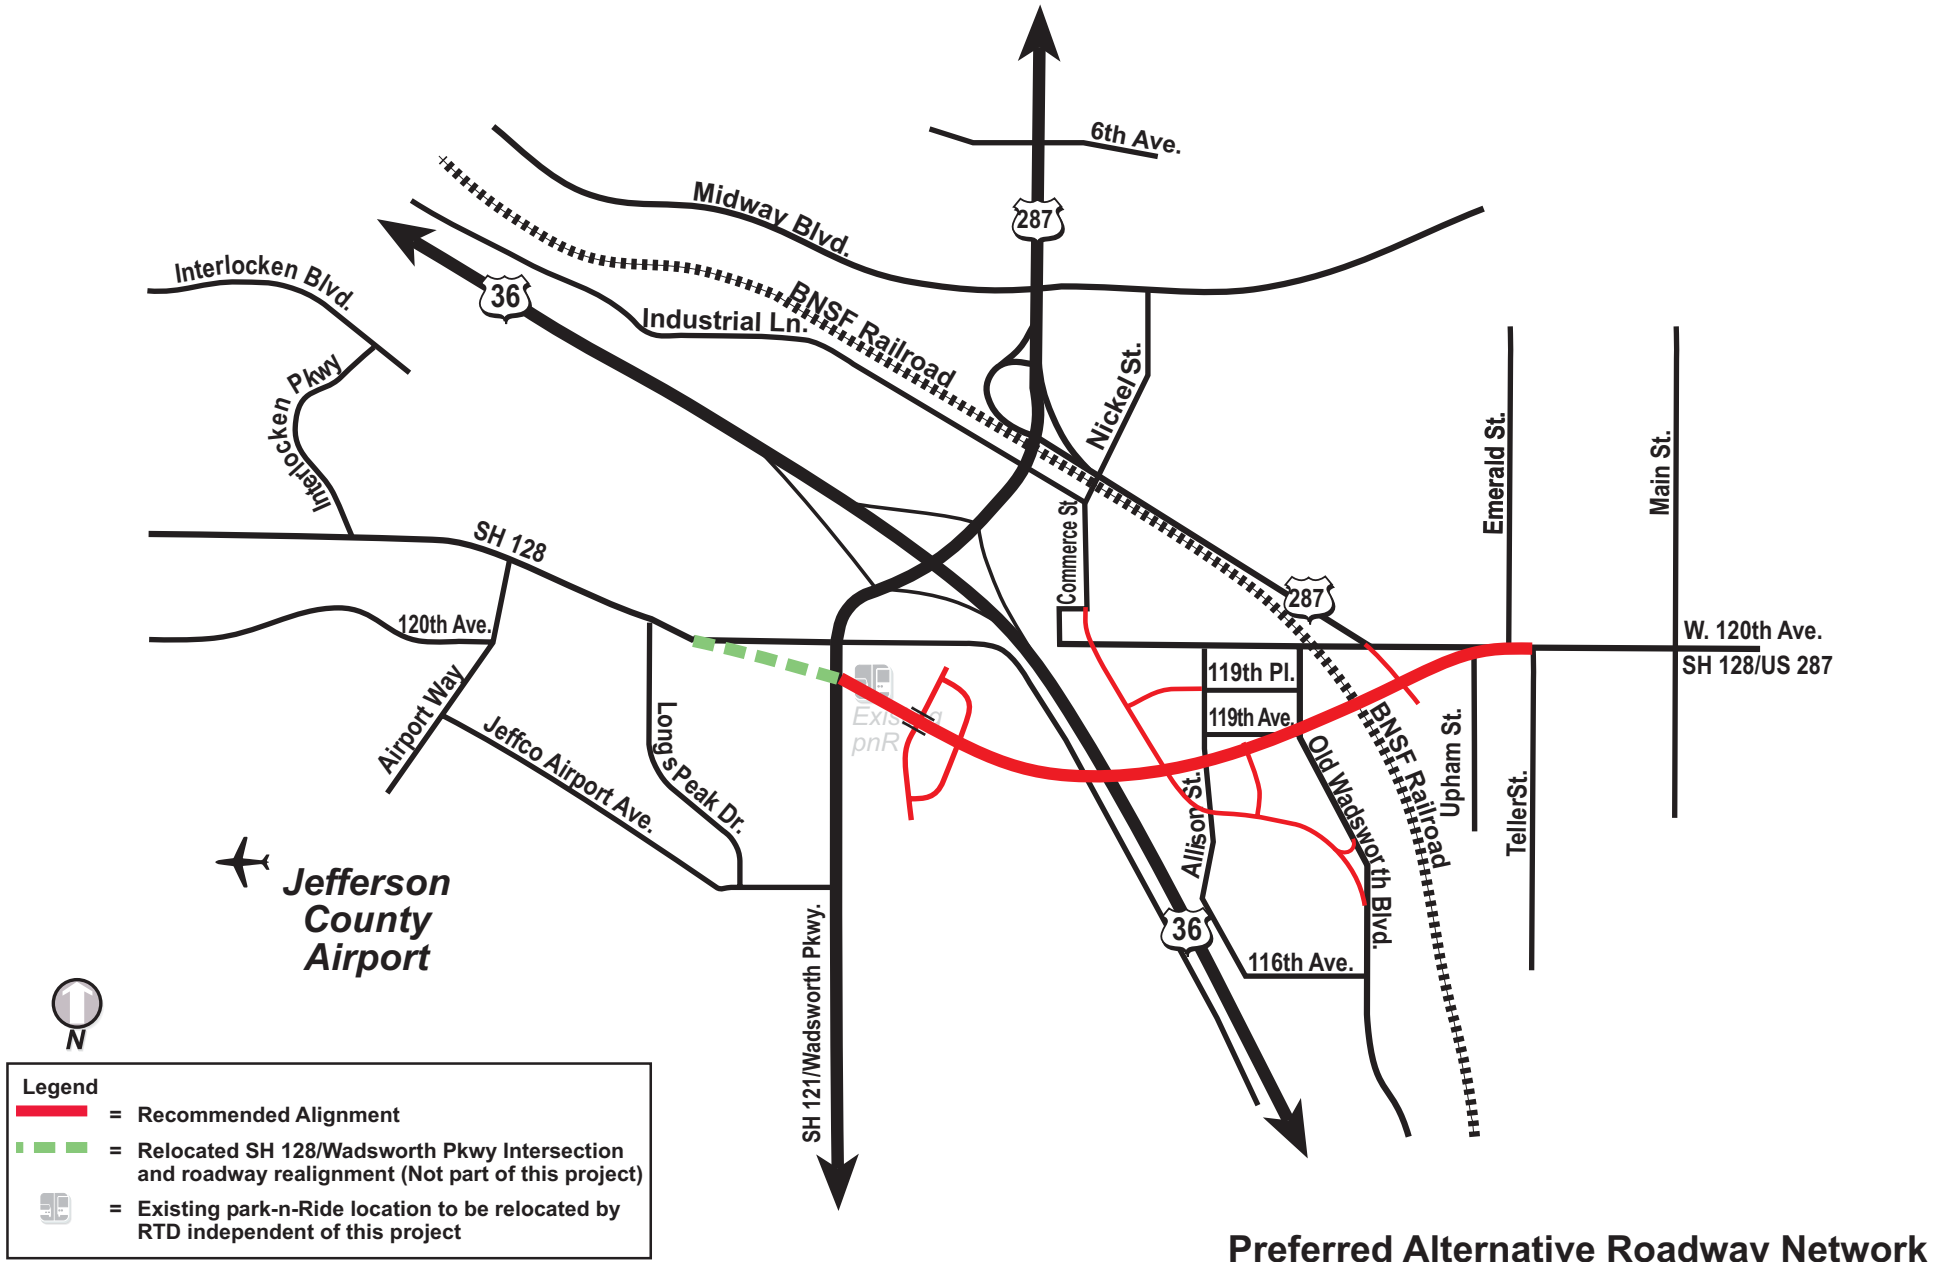 6th Ave.
Midway Blvd.
287
Interlocken Blvd.
36
BNSF Railroad
Industrial Ln.
Interlocken Pkwy
Nickel St.
Emerald St.
Main St.
SH 128
Commerce St
287
120th Ave.
W. 120th Ave.
SH 128/US 287
119th Pl.
119th Ave.
Airport Way
Longs Peak Dr.
Existing
pnR
Jeffco Airport Ave.
Old Wadsworth Blvd.
BNSF Railroad
Upham St.
TellerSt.
Allison St.
Jefferson
County
Airport
36
116th Ave.
SH 121/Wadsworth Pkwy.
N
Legend
= Recommended Alignment
= Relocated SH 128/Wadsworth Pkwy Intersection
and roadway realignment (Not part of this project)
= Existing park-n-Ride location to be relocated by
RTD independent of this project
Preferred Alternative Roadway Network